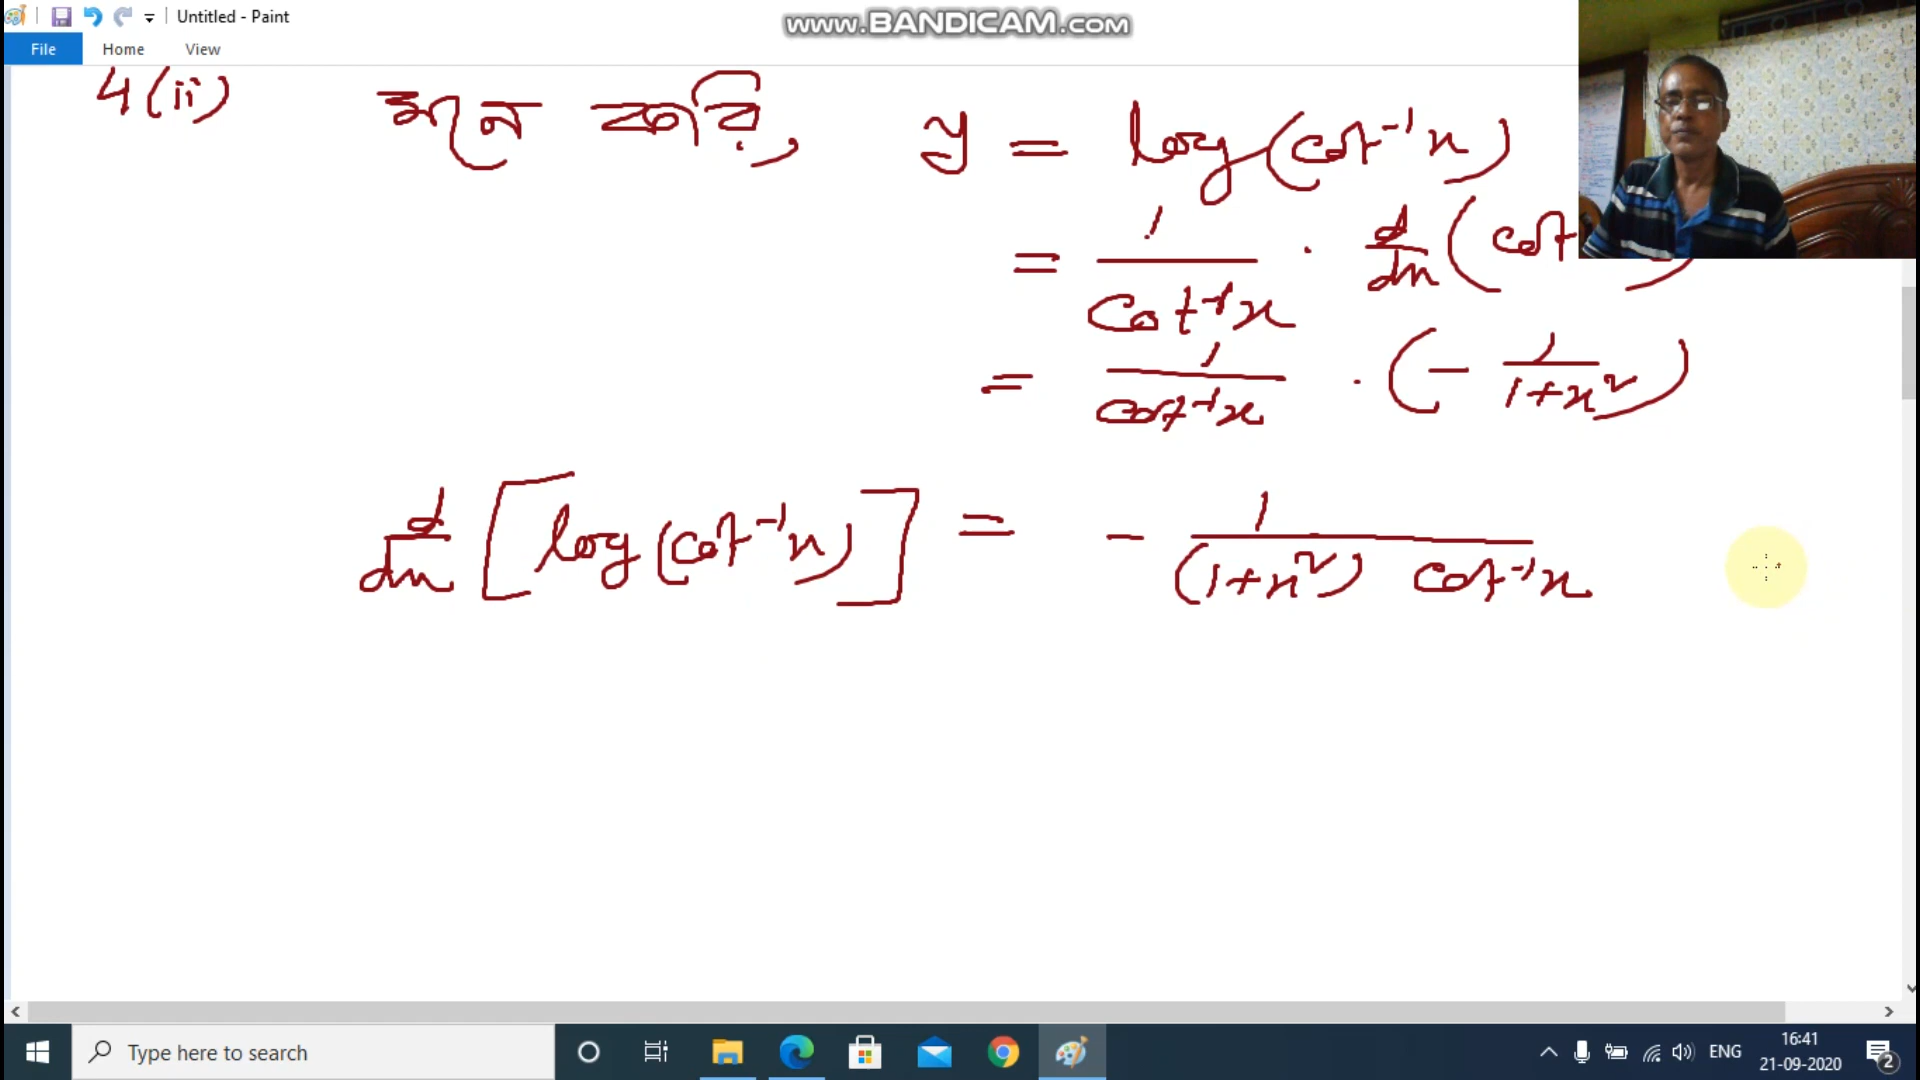 Untitled - Paint
www.BANDICAM.com
File Home View
4(ii) মনে করি, y = log(cot⁻¹x)
= 1/cot⁻¹x · d/dx (cot
= 1/cot⁻¹x · (- 1/1+x²)
d/dx [log(cot⁻¹x)] = - 1/(1+x²) cot⁻¹x
Type here to search
ENG
16:41
21-09-2020
2